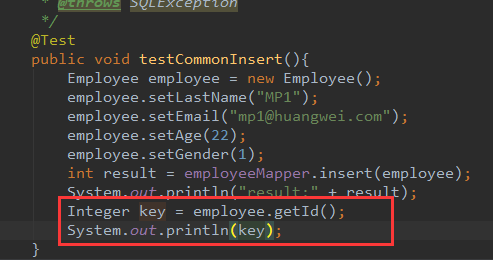 * @throws SQLException
*/
@Test
public void testCommonInsert(){
Employee employee = new Employee();
employee.setLastName("MP1");
employee.setEmail("mp1@huangwei.com");
employee.setAge(22);
employee.setGender(1);
int result = employeeMapper.insert(employee);
System.out.println("result:" + result);
Integer key = employee.getId();
System.out.println(key);
}